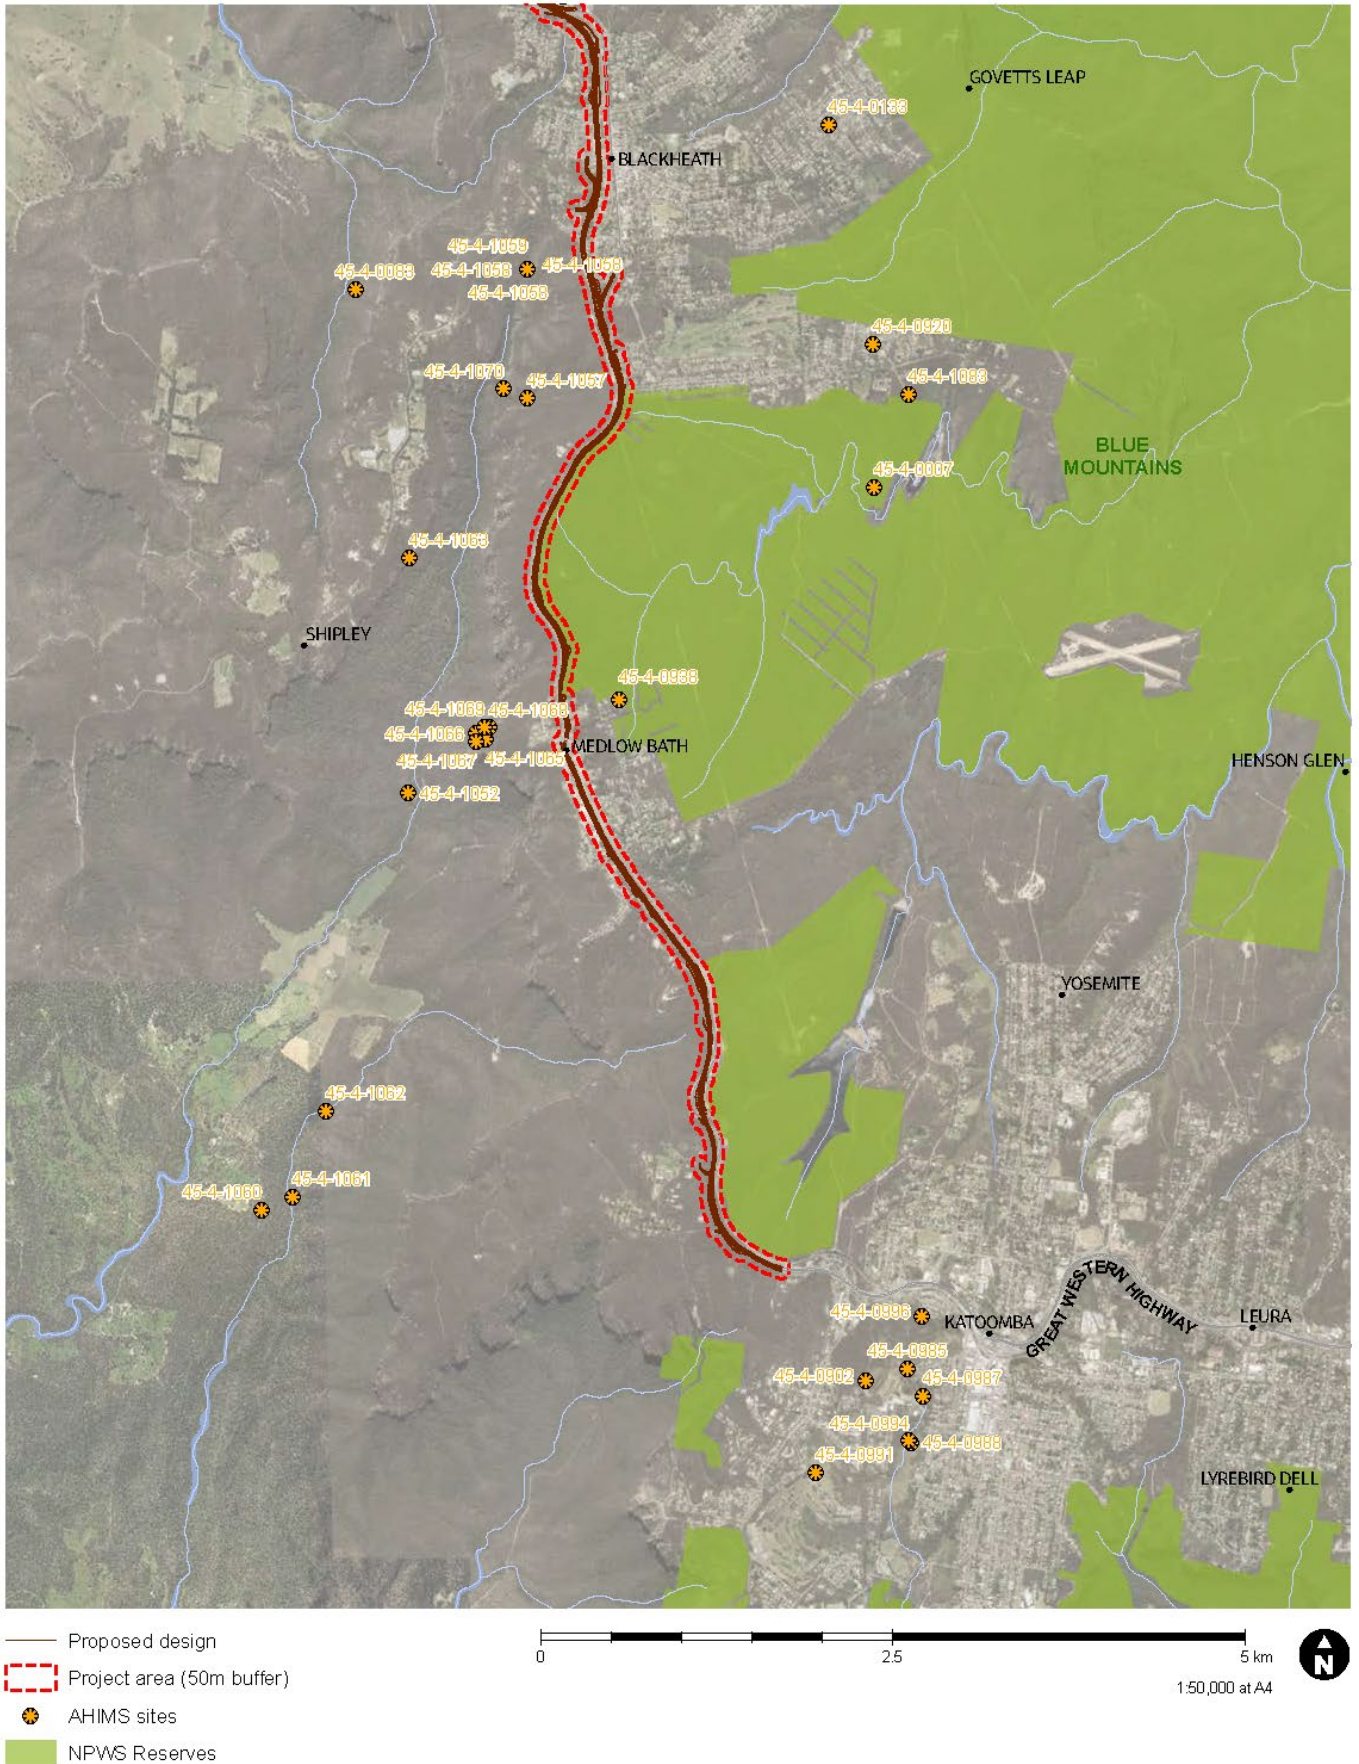 GOVETTS LEAP
45-4-0133
BLACKHEATH
45-4-1059
45-4-1058
45-4-1056
45-4-0083
45-4-1058
45-4-0920
45-4-1070
45-4-1057
45-4-1083
BLUE
MOUNTAINS
45-4-0007
45-4-1063
SHIPLEY
45-4-0938
45-4-1069
45-4-1068
45-4-1066
MEDLOW BATH
45-4-1067
45-4-1065
HENSON GLEN
45-4-1052
YOSEMITE
45-4-1062
45-4-1061
45-4-1060
GREAT WESTERN HIGHWAY
45-4-0996
KATOOMBA
LEURA
45-4-0985
45-4-0902
45-4-0987
45-4-0994
45-4-0988
45-4-0991
LYREBIRD DELL
Proposed design
Project area (50m buffer)
AHIMS sites
NPWS Reserves
0
2.5
5 km
1:50,000 at A4
N